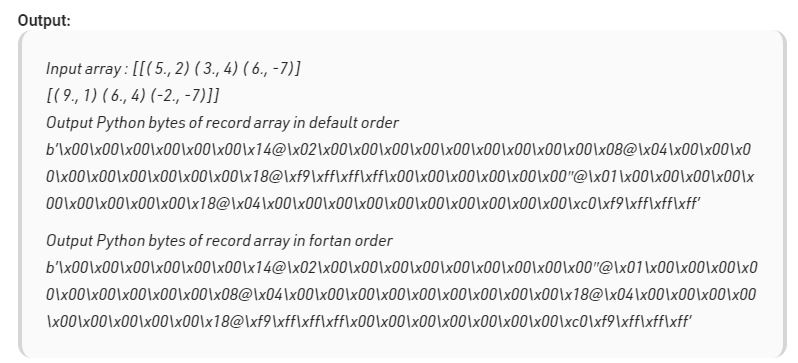 Output:
Input array : [[( 5., 2) ( 3., 4) ( 6., -7)]
[( 9., 1) ( 6., 4) (-2., -7)]]
Output Python bytes of record array in default order
b'\x00\x00\x00\x00\x00\x00\x14@\x02\x00\x00\x00\x00\x00\x00\x00\x00\x00\x08@\x04\x00\x00\x0
0\x00\x00\x00\x00\x00\x00\x18@\xf9\xff\xff\xff\x00\x00\x00\x00\x00\x00"@\x01\x00\x00\x00\x
00\x00\x00\x00\x00\x18@\x04\x00\x00\x00\x00\x00\x00\x00\x00\x00\xc0\xf9\xff\xff\xff'
Output Python bytes of record array in fortan order
b'\x00\x00\x00\x00\x00\x00\x14@\x02\x00\x00\x00\x00\x00\x00\x00\x00\x00"@\x01\x00\x00\x00\x0
0\x00\x00\x00\x00\x00\x08@\x04\x00\x00\x00\x00\x00\x00\x00\x00\x00\x18@\x04\x00\x00\x00\x00
\x00\x00\x00\x00\x00\x18@\xf9\xff\xff\xff\x00\x00\x00\x00\x00\x00\x00\xc0\xf9\xff\xff\xff'